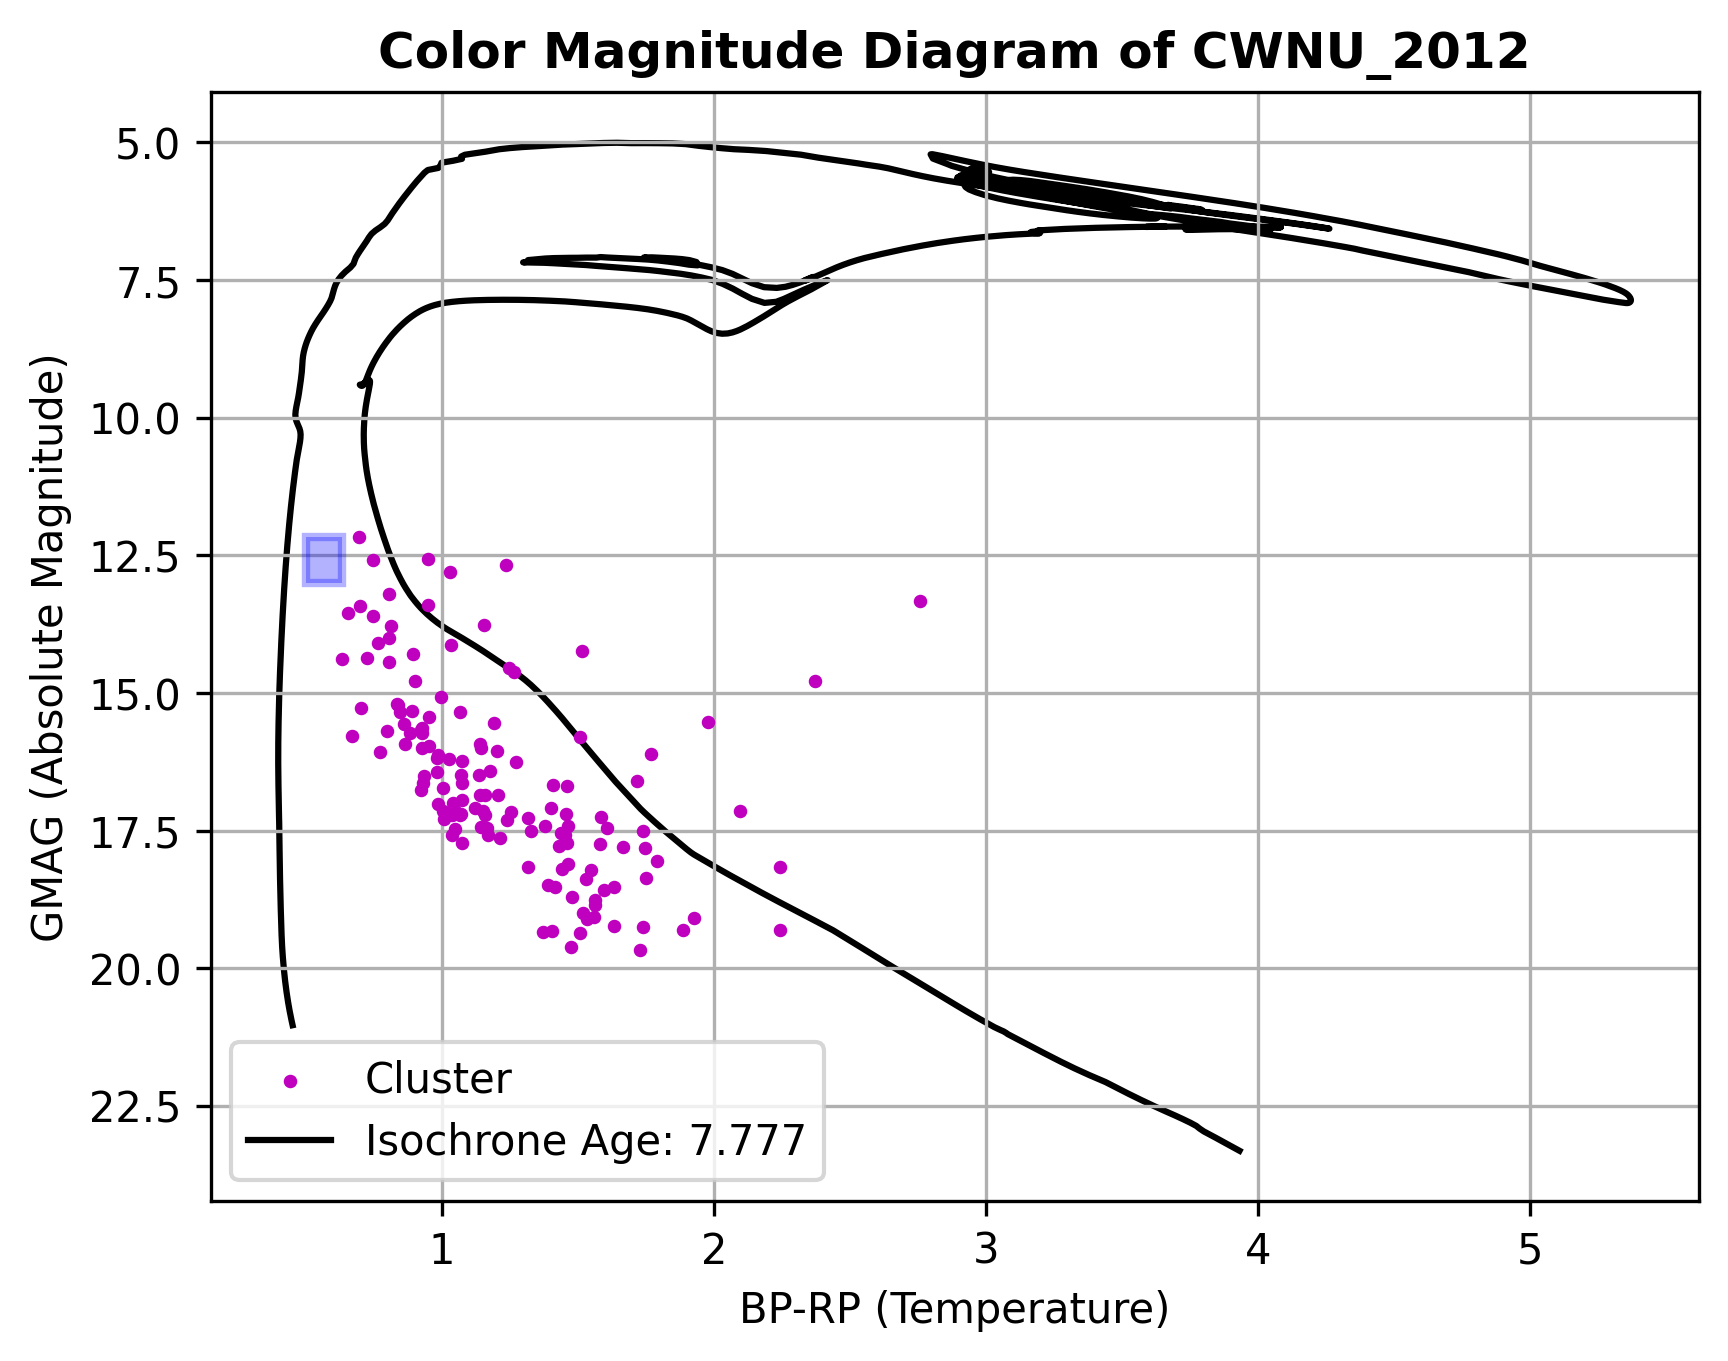 Color Magnitude Diagram of CWNU_2012
GMAG (Absolute Magnitude)
5.0
7.5
10.0
12.5
15.0
17.5
20.0
22.5
Cluster
Isochrone Age: 7.777
1 2 3 4 5
BP-RP (Temperature)